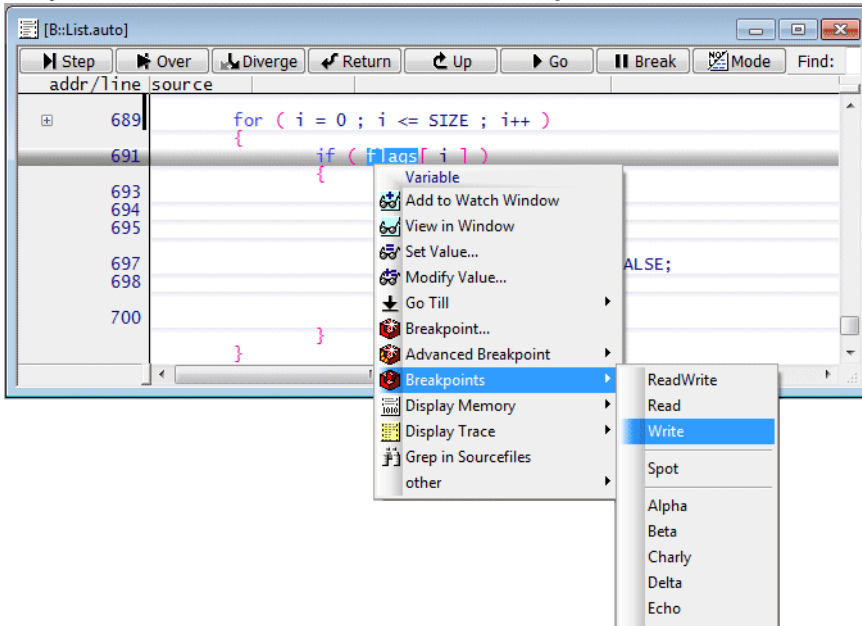 [B::List.auto]
Step Over Diverge Return Up Go Break Mode Find:
addr/line source
689 for ( i = 0 ; i <= SIZE ; i++ )
{
691 if ( flags[ i ] )
{
Variable
693
Add to Watch Window
694
695
View in Window
Set Value...
697 ALSE;
Modify Value...
698
Go Till
700
Breakpoint...
}
Advanced Breakpoint
}
Breakpoints
ReadWrite
Display Memory
Read
Display Trace
Write
Grep in Sourcefiles
Spot
other
Alpha
Beta
Charly
Delta
Echo